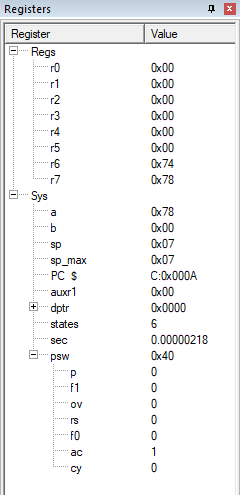 Registers
Register Value
Regs
r0 0x00
r1 0x00
r2 0x00
r3 0x00
r4 0x00
r5 0x00
r6 0x74
r7 0x78
Sys
a 0x78
b 0x00
sp 0x07
sp_max 0x07
PC $ C:0x000A
auxr1 0x00
dptr 0x0000
states 6
sec 0.00000218
psw 0x40
p 0
f1 0
ov 0
rs 0
f0 0
ac 1
cy 0